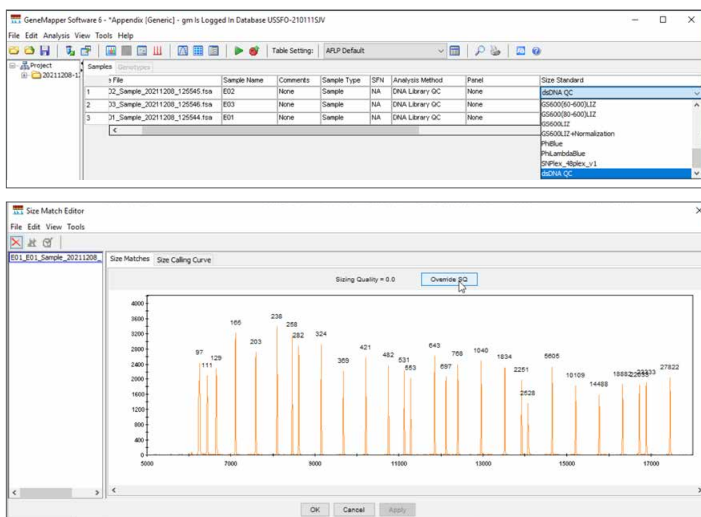 GeneMapper Software 6 - *Appendix [Generic] - gm Is Logged In Database USSFO-210111SJV
File Edit Analysis View Tools Help
Table Setting: AFLP Default
Project
20211208-1
Samples Genotypes
File Sample Name Comments Sample Type SFN Analysis Method Panel Size Standard
1 02_Sample_20211208_125545.fsa E02 None Sample NA DNA Library QC None dsDNA QC
2 03_Sample_20211208_125546.fsa E03 None Sample NA DNA Library QC None
3 01_Sample_20211208_125544.fsa E01 None Sample NA DNA Library QC None
GS600(60-600)LIZ
GS600(80-600)LIZ
GS600LIZ
GS600LIZ+Normalization
PhiBlue
PhiLambdaBlue
SNPlex_48plex_v1
dsDNA QC
Size Match Editor
File Edit View Tools
E01_E01_Sample_20211208_
Size Matches Size Calling Curve
Sizing Quality = 0.0 Override SQ
4000
3600
3200
2800
2400
2000
1600
1200
800
400
0
97 111 129 165 203 238 268 282 324 369 421 482 531 553 643 697 768 1040 1834 2251 2528 5606 10109 14488 18882 27822
5000 7000 9000 11000 13000 15000 17000
OK Cancel Apply